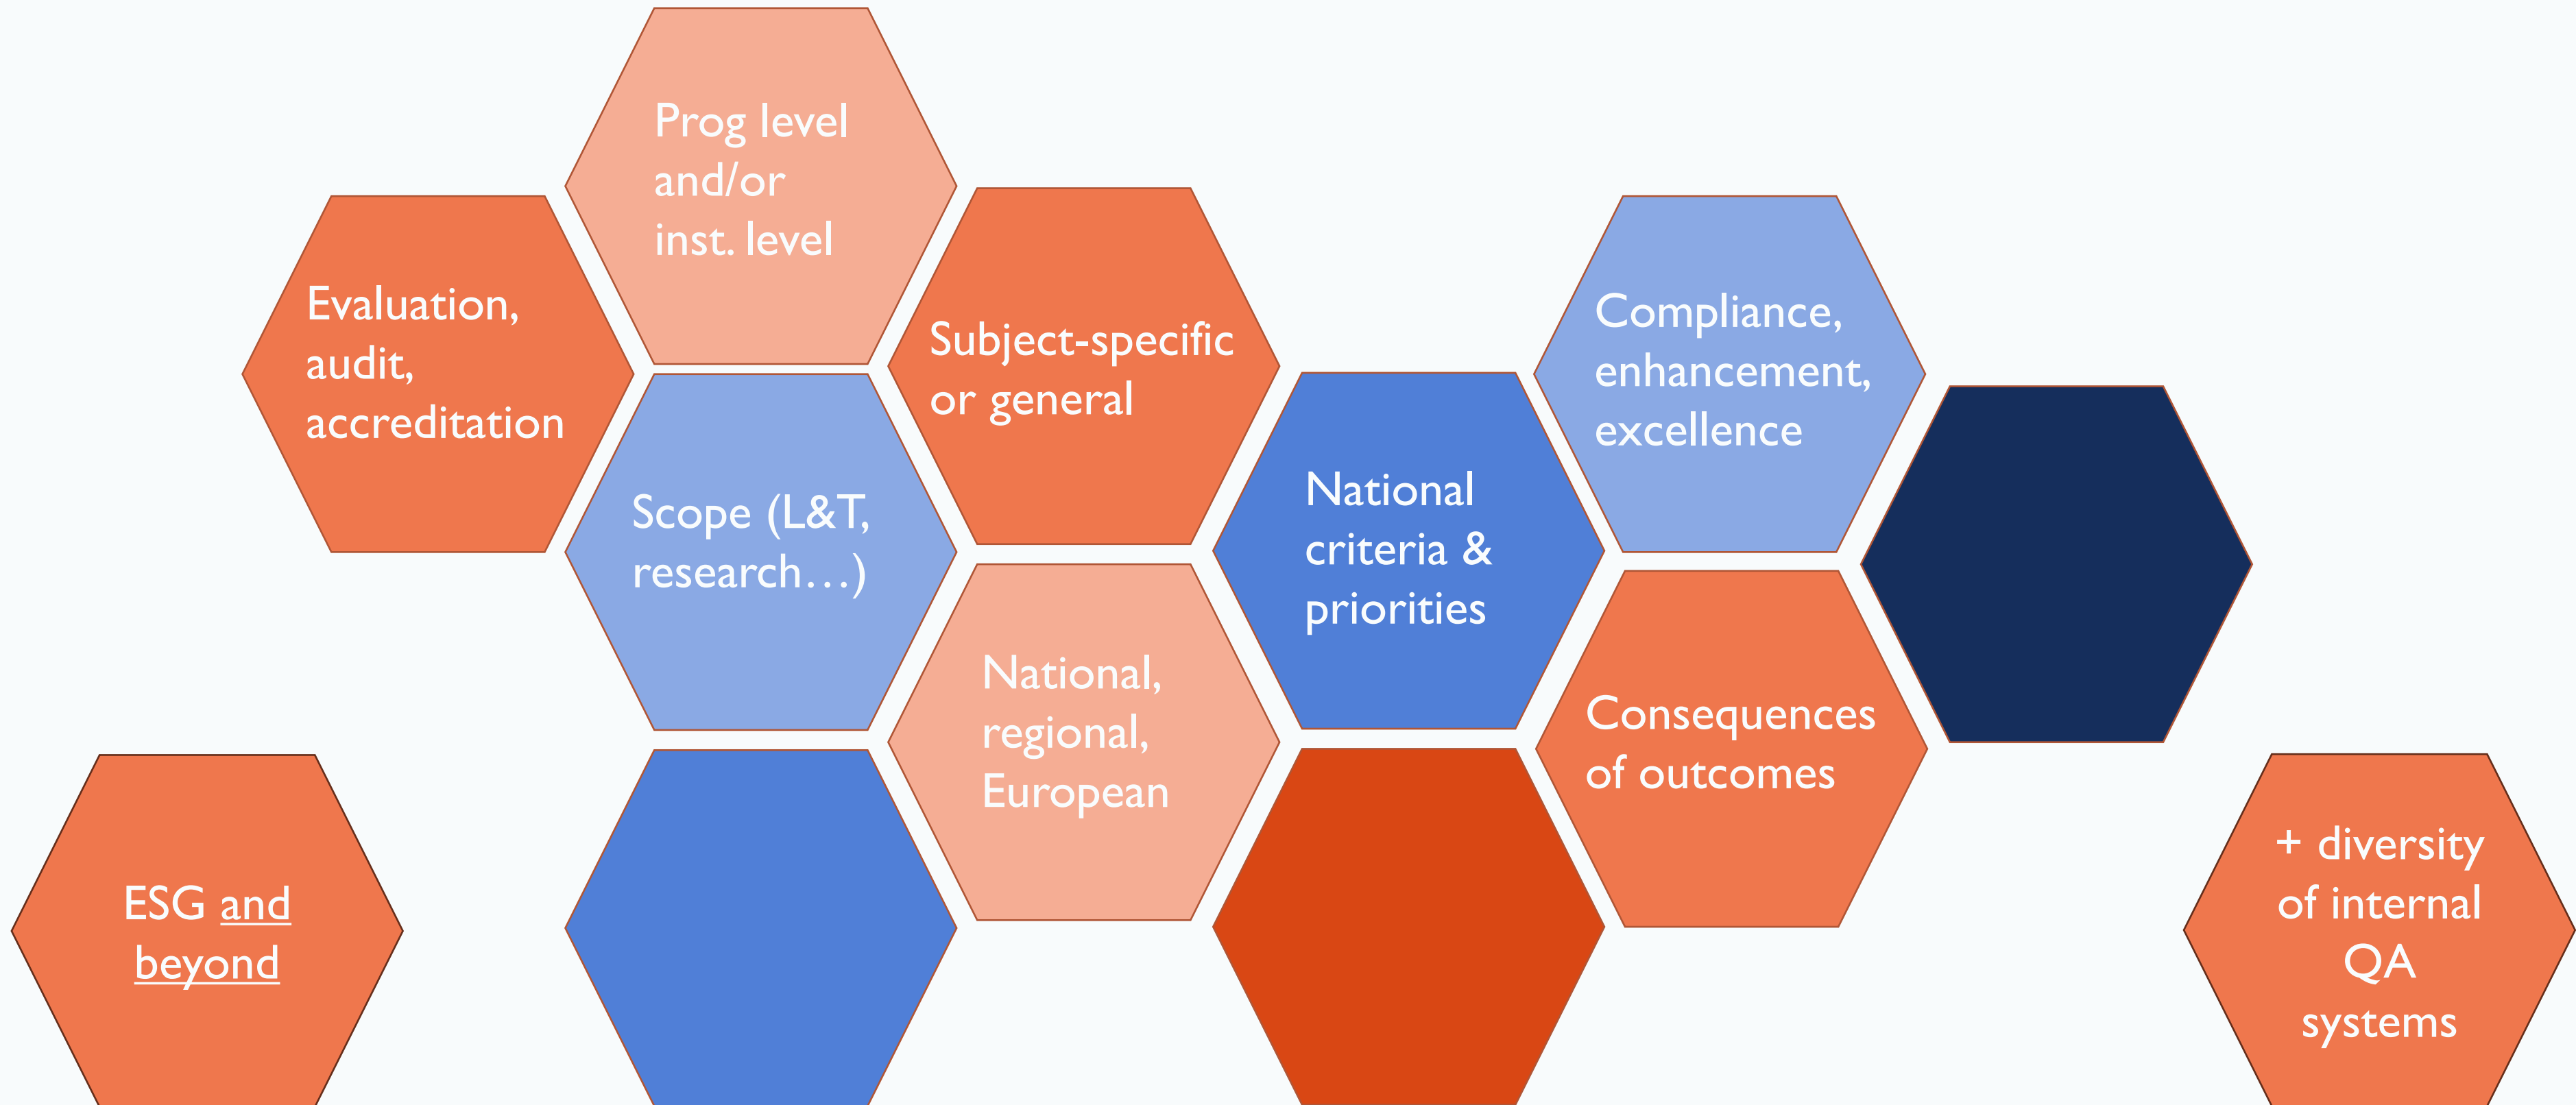 Prog level
and/or
inst. level
Evaluation,
audit,
accreditation
Subject-specific
or general
Compliance,
enhancement,
excellence
Scope (L&T,
research…)
National
criteria &
priorities
National,
regional,
European
Consequences
of outcomes
ESG and
beyond
+ diversity
of internal
QA
systems